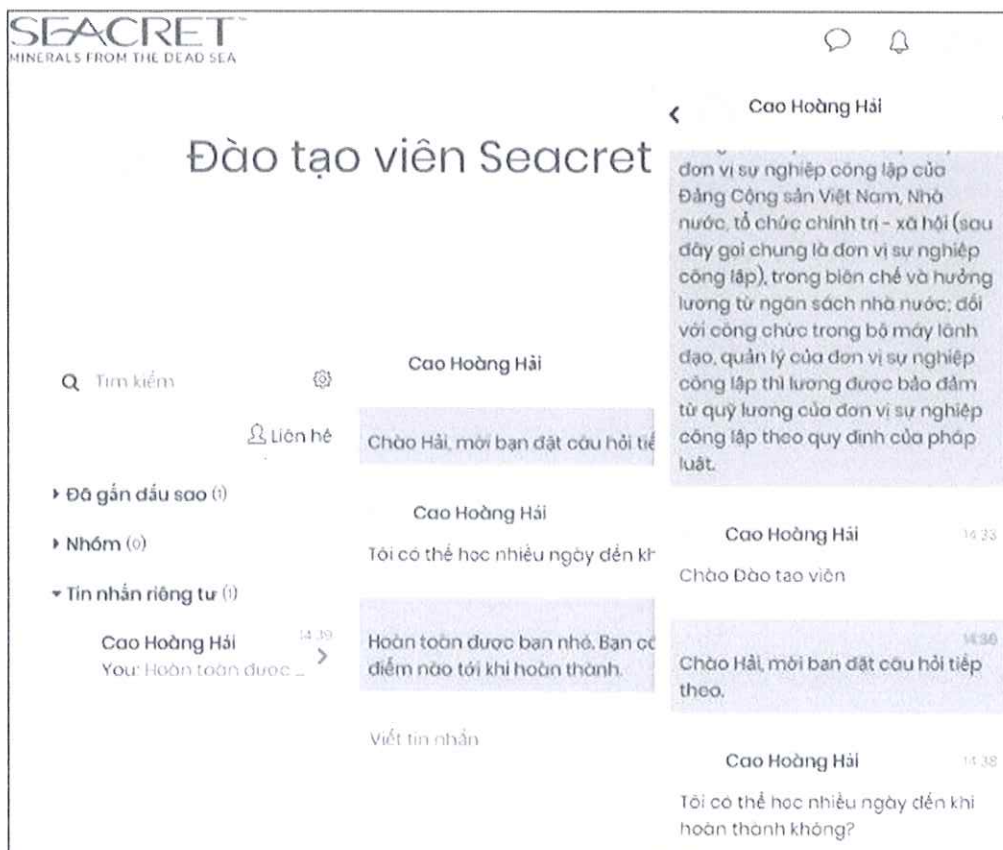 SEACRET
MINERALS FROM THE DEAD SEA
Đào tạo viên Seacret
Tìm kiếm
Liên hệ
Đã gắn dấu sao (1)
Nhóm (0)
Tin nhắn riêng tư (1)
Cao Hoàng Hải
14:39
You: Hoàn toàn được ...
Cao Hoàng Hải
Chào Hải, mời bạn đặt câu hỏi tiế
Cao Hoàng Hải
Tôi có thể học nhiều ngày đến kh
Hoàn toàn được bạn nhé. Bạn có
điểm nào tới khi hoàn thành.
Viết tin nhắn
Cao Hoàng Hải
đơn vị sự nghiệp công lập của
Đảng Cộng sản Việt Nam, Nhà
nước, tổ chức chính trị - xã hội (sau
đây gọi chung là đơn vị sự nghiệp
công lập), trong biên chế và hưởng
lương từ ngân sách nhà nước; đối
với công chức trong bộ máy lãnh
đạo, quản lý của đơn vị sự nghiệp
công lập thì lương được bảo đảm
từ quỹ lương của đơn vị sự nghiệp
công lập theo quy định của pháp
luật.
Cao Hoàng Hải
14:33
Chào Đào tạo viên
14:36
Chào Hải, mời bạn đặt câu hỏi tiếp
theo.
Cao Hoàng Hải
14:38
Tôi có thể học nhiều ngày đến khi
hoàn thành không?